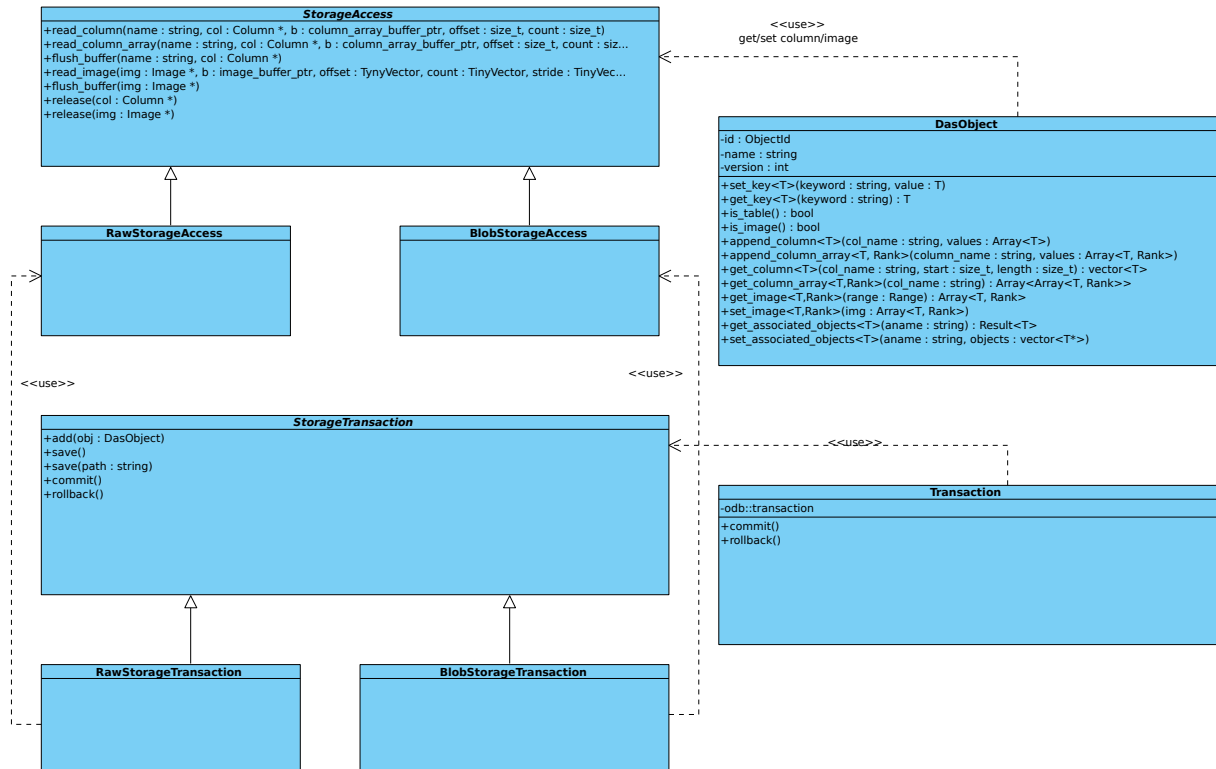 StorageAccess
+read_column(name : string, col : Column *, b : column_array_buffer_ptr, offset : size_t, count : size_t)
+read_column_array(name : string, col : Column *, b : column_array_buffer_ptr, offset : size_t, count : siz...
+flush_buffer(name : string, col : Column *)
+read_image(img : Image *, b : image_buffer_ptr, offset : TynyVector, count : TinyVector, stride : TinyVec...
+flush_buffer(img : Image *)
+release(col : Column *)
+release(img : Image *)
<<use>>
get/set column/image
DasObject
-id : ObjectId
-name : string
-version : int
+set_key<T>(keyword : string, value : T)
+get_key<T>(keyword : string) : T
+is_table() : bool
+is_image() : bool
+append_column<T>(col_name : string, values : Array<T>)
+append_column_array<T, Rank>(column_name : string, values : Array<T, Rank>)
+get_column<T>(col_name : string, start : size_t, length : size_t) : vector<T>
+get_column_array<T,Rank>(col_name : string) : Array<Array<T, Rank>>
+get_image<T,Rank>(range : Range) : Array<T, Rank>
+set_image<T,Rank>(img : Array<T, Rank>)
+get_associated_objects<T>(aname : string) : Result<T>
+set_associated_objects<T>(aname : string, objects : vector<T*>)
RawStorageAccess
BlobStorageAccess
<<use>>
<<use>>
StorageTransaction
+add(obj : DasObject)
+save()
+save(path : string)
+commit()
+rollback()
<<use>>
Transaction
-odb::transaction
+commit()
+rollback()
RawStorageTransaction
BlobStorageTransaction